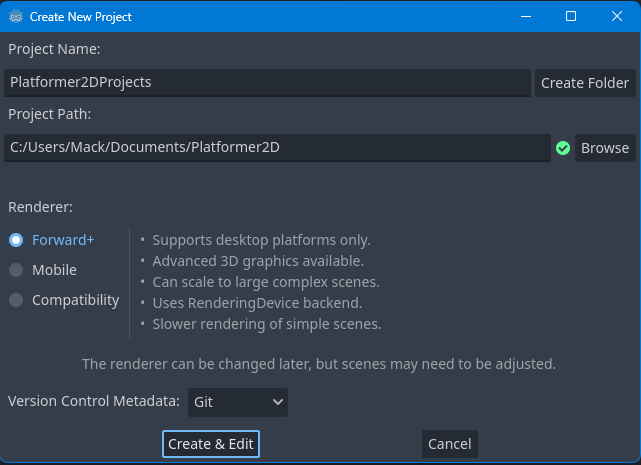 Create New Project
Project Name:
Platformer2DProjects
Create Folder
Project Path:
C:/Users/Mack/Documents/Platformer2D
Browse
Renderer:
Forward+
Mobile
Compatibility
• Supports desktop platforms only.
• Advanced 3D graphics available.
• Can scale to large complex scenes.
• Uses RenderingDevice backend.
• Slower rendering of simple scenes.
The renderer can be changed later, but scenes may need to be adjusted.
Version Control Metadata: Git
Create & Edit
Cancel